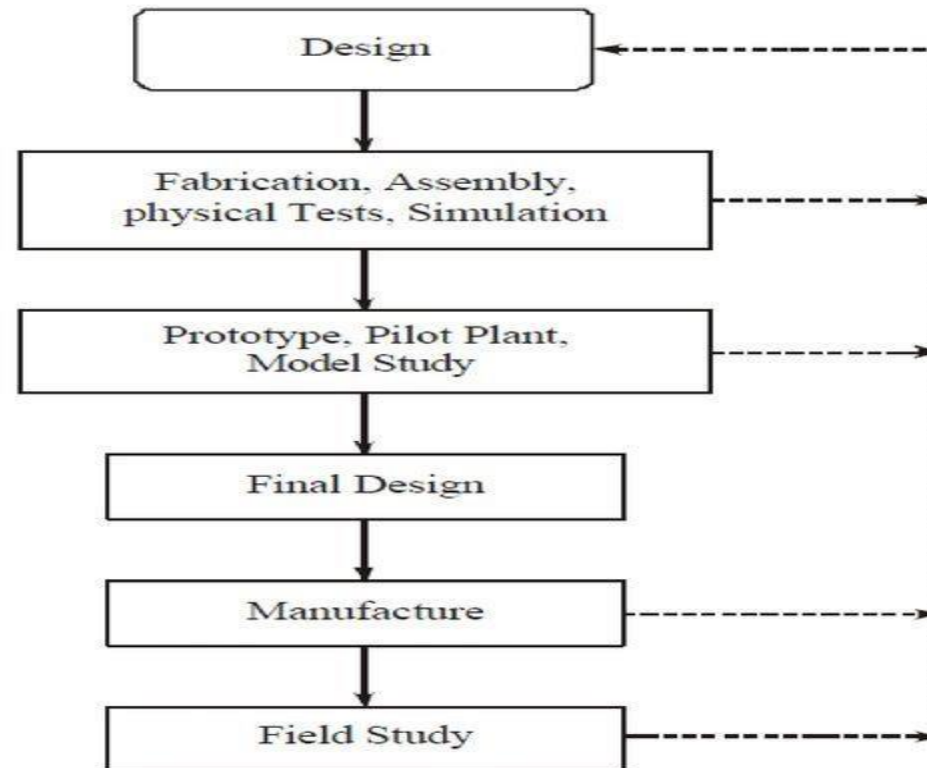 Design
Fabrication, Assembly,
physical Tests, Simulation
Prototype, Pilot Plant,
Model Study
Final Design
Manufacture
Field Study